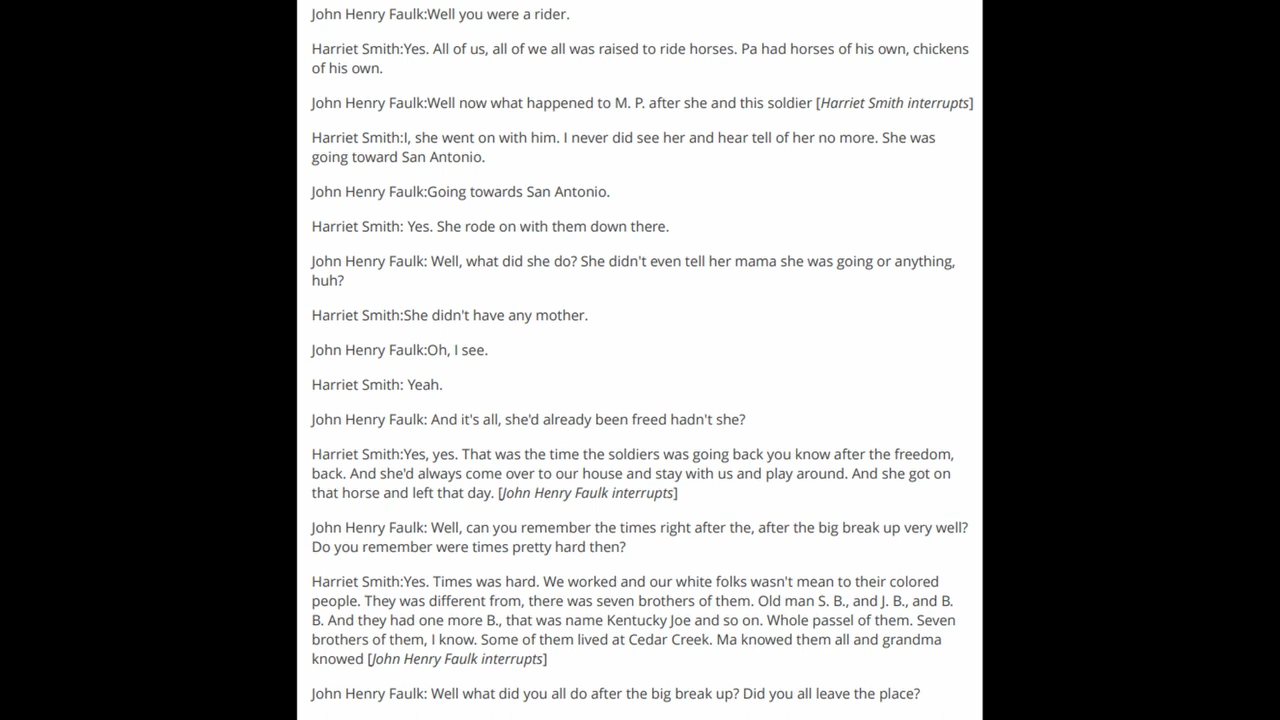 John Henry Faulk:Well you were a rider.
Harriet Smith:Yes. All of us, all of we all was raised to ride horses. Pa had horses of his own, chickens
of his own.
John Henry Faulk:Well now what happened to M. P. after she and this soldier [Harriet Smith interrupts]
Harriet Smith:I, she went on with him. I never did see her and hear tell of her no more. She was
going toward San Antonio.
John Henry Faulk:Going towards San Antonio.
Harriet Smith: Yes. She rode on with them down there.
John Henry Faulk: Well, what did she do? She didn't even tell her mama she was going or anything,
huh?
Harriet Smith:She didn't have any mother.
John Henry Faulk:Oh, I see.
Harriet Smith: Yeah.
John Henry Faulk: And it's all, she'd already been freed hadn't she?
Harriet Smith:Yes, yes. That was the time the soldiers was going back you know after the freedom,
back. And she'd always come over to our house and stay with us and play around. And she got on
that horse and left that day. [John Henry Faulk interrupts]
John Henry Faulk: Well, can you remember the times right after the, after the big break up very well?
Do you remember were times pretty hard then?
Harriet Smith:Yes. Times was hard. We worked and our white folks wasn't mean to their colored
people. They was different from, there was seven brothers of them. Old man S. B., and J. B., and B.
B. And they had one more B., that was name Kentucky Joe and so on. Whole passel of them. Seven
brothers of them, I know. Some of them lived at Cedar Creek. Ma knowed them all and grandma
knowed [John Henry Faulk interrupts]
John Henry Faulk: Well what did you all do after the big break up? Did you all leave the place?